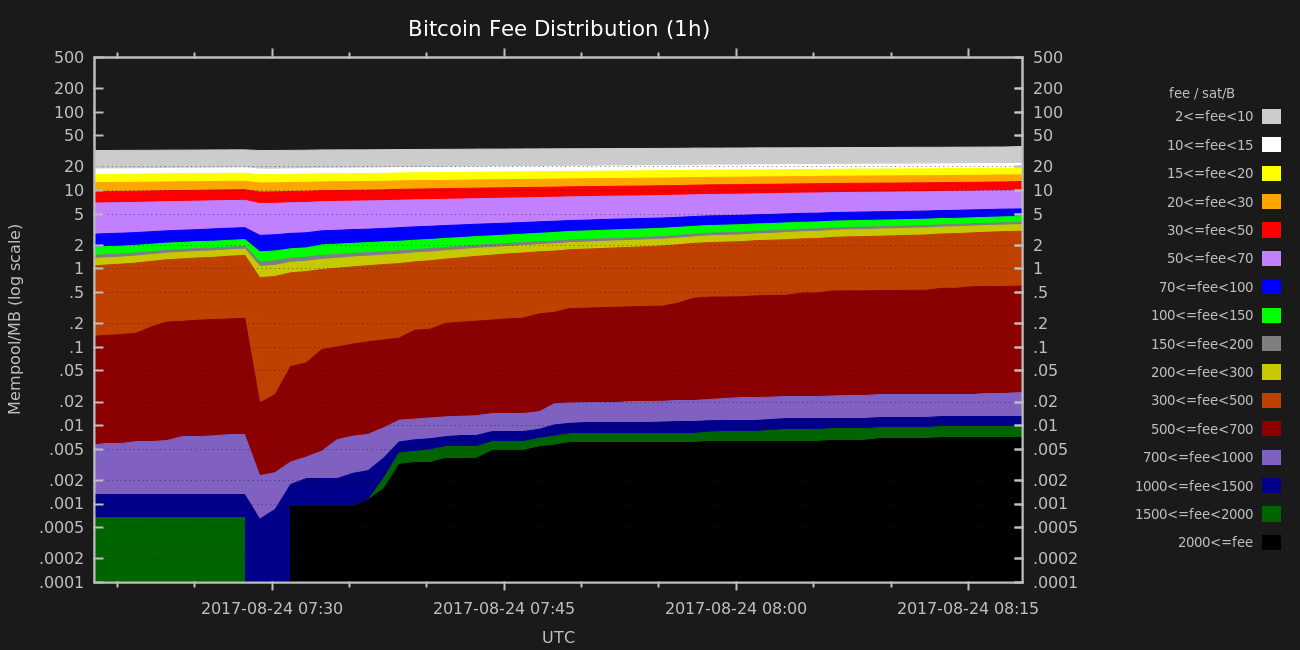 Bitcoin Fee Distribution (1h)
Mempool/MB (log scale)
500
200
100
50
20
10
5
2
1
.5
.2
.1
.05
.02
.01
.005
.002
.001
.0005
.0002
.0001
500
200
100
50
20
10
5
2
1
.5
.2
.1
.05
.02
.01
.005
.002
.001
.0005
.0002
.0001
2017-08-24 07:30
2017-08-24 07:45
2017-08-24 08:00
2017-08-24 08:15
UTC
fee / sat/B
2<=fee<10
10<=fee<15
15<=fee<20
20<=fee<30
30<=fee<50
50<=fee<70
70<=fee<100
100<=fee<150
150<=fee<200
200<=fee<300
300<=fee<500
500<=fee<700
700<=fee<1000
1000<=fee<1500
1500<=fee<2000
2000<=fee